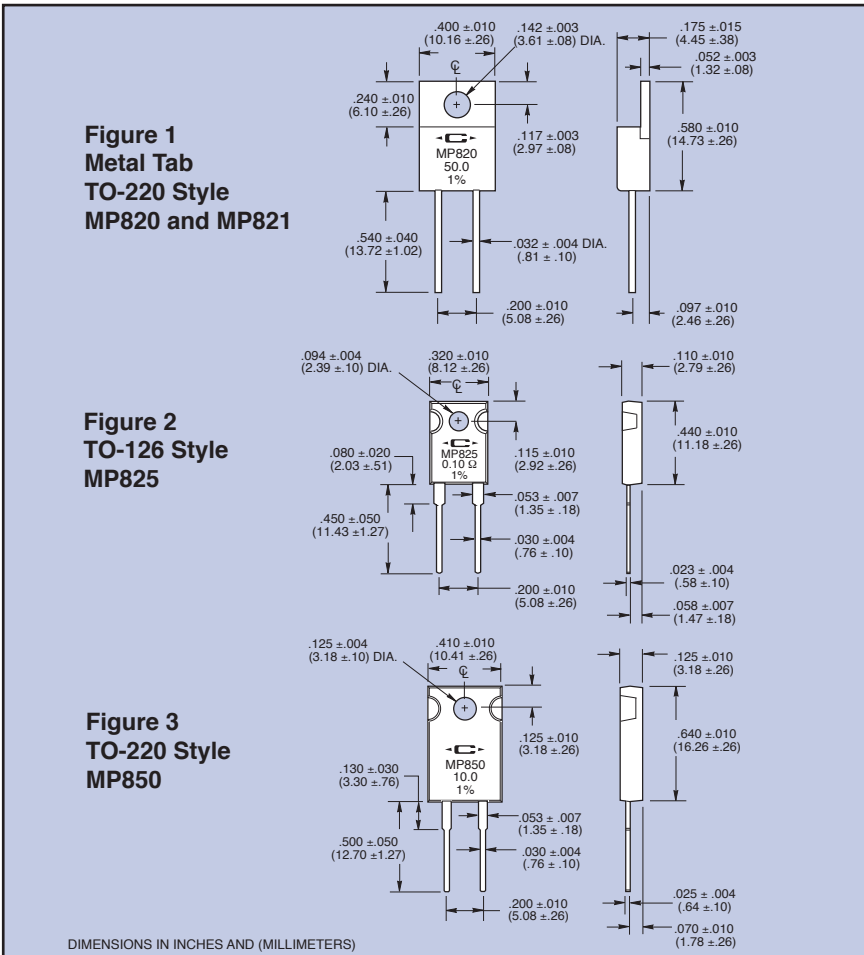 Figure 1
Metal Tab
TO-220 Style
MP820 and MP821
.400 ±.010
(10.16 ±.26)
.142 ±.003
(3.61 ±.08) DIA.
.175 ±.015
(4.45 ±.38)
.052 ±.003
(1.32 ±.08)
℄
.240 ±.010
(6.10 ±.26)
.117 ±.003
(2.97 ±.08)
.580 ±.010
(14.73 ±.26)
C
MP820
50.0
1%
.540 ±.040
(13.72 ±1.02)
.032 ± .004 DIA.
(.81 ± .10)
.200 ±.010
(5.08 ±.26)
.097 ±.010
(2.46 ±.26)
Figure 2
TO-126 Style
MP825
.094 ±.004
(2.39 ±.10) DIA.
.320 ±.010
(8.12 ±.26)
.110 ±.010
(2.79 ±.26)
℄
.080 ±.020
(2.03 ±.51)
.115 ±.010
(2.92 ±.26)
.440 ±.010
(11.18 ±.26)
C
MP825
0.10 Ω
1%
.053 ± .007
(1.35 ± .18)
.450 ±.050
(11.43 ±1.27)
.030 ±.004
(.76 ± .10)
.200 ±.010
(5.08 ±.26)
.023 ± .004
(.58 ±.10)
.058 ±.007
(1.47 ±.18)
Figure 3
TO-220 Style
MP850
.125 ±.004
(3.18 ±.10) DIA.
.410 ±.010
(10.41 ±.26)
.125 ±.010
(3.18 ±.26)
℄
.125 ±.010
(3.18 ±.26)
.640 ±.010
(16.26 ±.26)
C
MP850
10.0
1%
.130 ±.030
(3.30 ±.76)
.053 ± .007
(1.35 ± .18)
.500 ±.050
(12.70 ±1.27)
.030 ±.004
(.76 ± .10)
.200 ±.010
(5.08 ±.26)
.025 ± .004
(.64 ±.10)
.070 ±.010
(1.78 ±.26)
DIMENSIONS IN INCHES AND (MILLIMETERS)